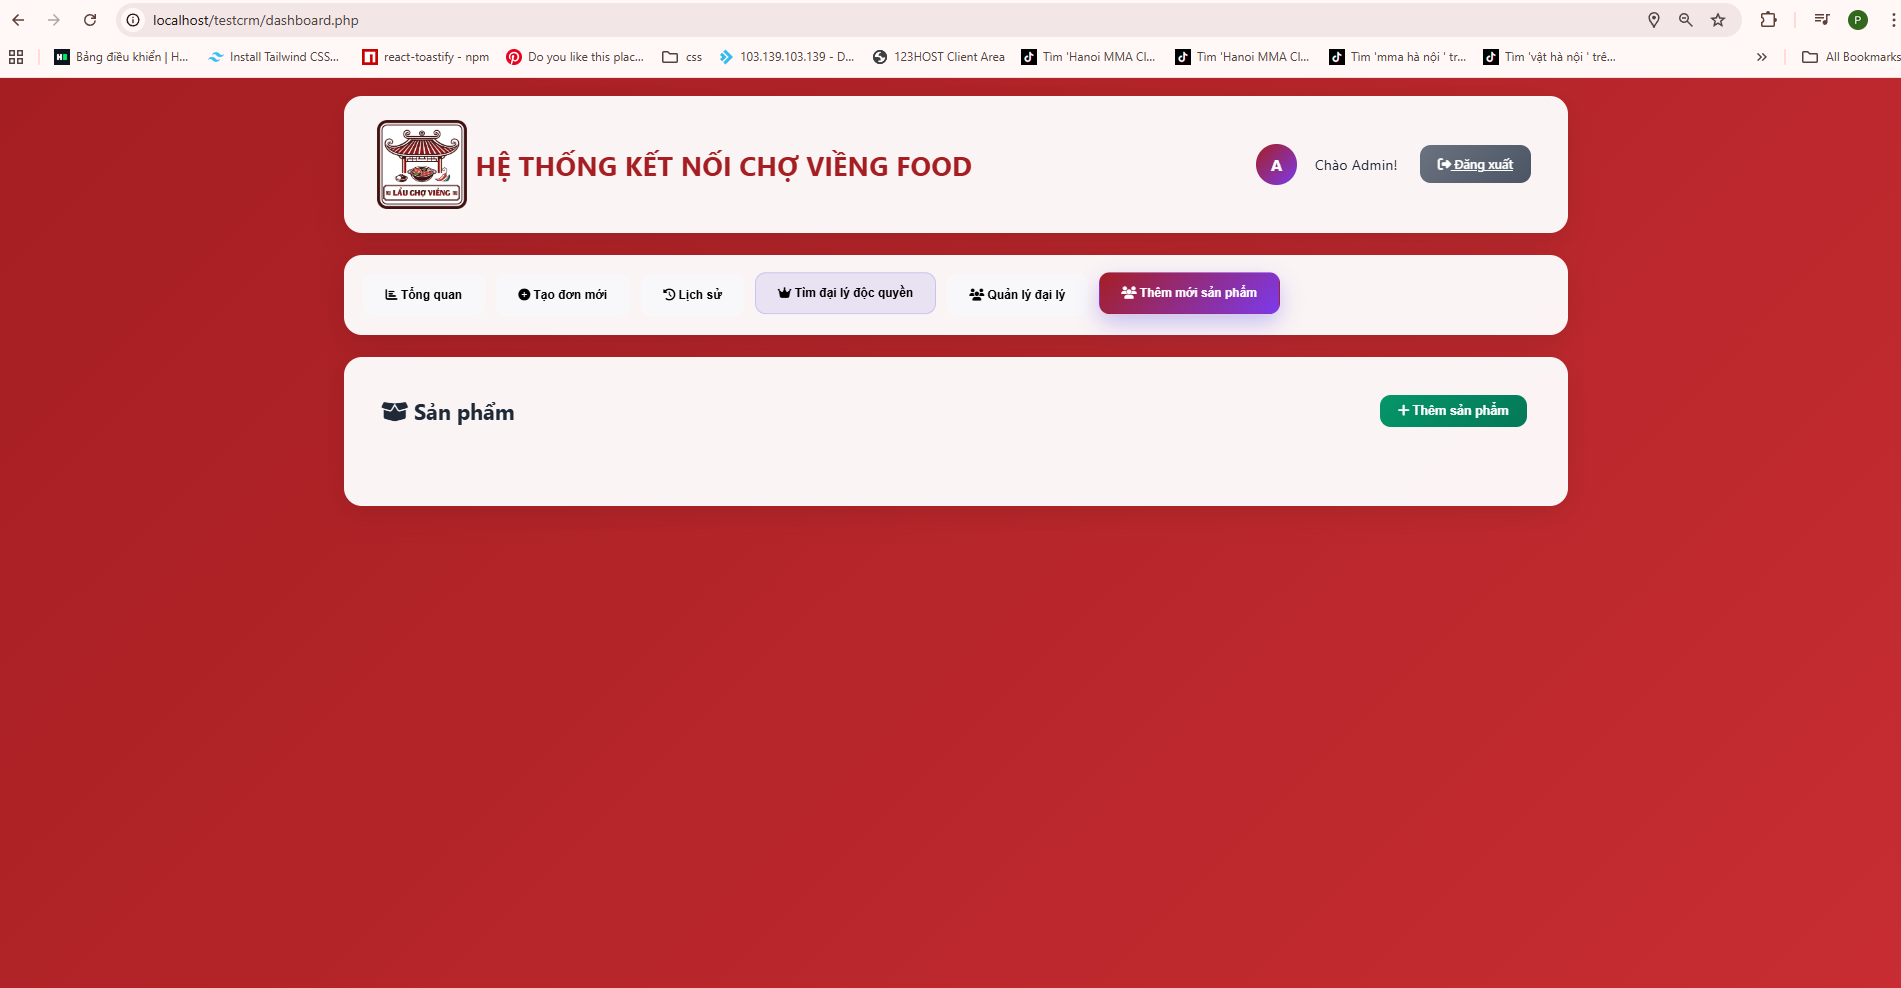 localhost/testcrm/dashboard.php
P
Bảng điều khiển | H...
Install Tailwind CSS...
react-toastify - npm
Do you like this plac...
css
103.139.103.139 - D...
123HOST Client Area
Tìm 'Hanoi MMA Cl...
Tìm 'Hanoi MMA Cl...
Tìm 'mma hà nội ' tr...
Tìm 'vật hà nội ' trê...
All Bookmarks
LẨU CHỢ VIỀNG
HỆ THỐNG KẾT NỐI CHỢ VIỀNG FOOD
A
Chào Admin!
Đăng xuất
Tổng quan
Tạo đơn mới
Lịch sử
Tìm đại lý độc quyền
Quản lý đại lý
Thêm mới sản phẩm
Sản phẩm
Thêm sản phẩm